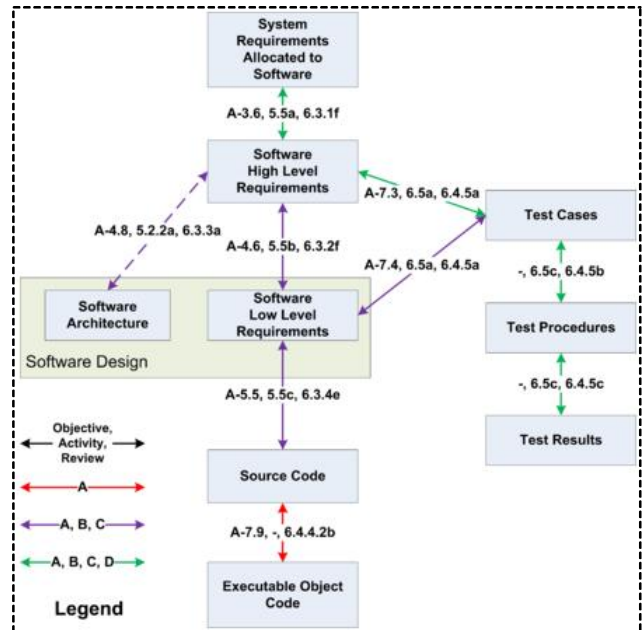 System
Requirements
Allocated to
Software
A-3.6, 5.5a, 6.3.1f
Software
High Level
Requirements
A-7.3, 6.5a, 6.4.5a
Test Cases
A-4.8, 5.2.2a, 6.3.3a
A-4.6, 5.5b, 6.3.2f
A-7.4, 6.5a, 6.4.5a
-, 6.5c, 6.4.5b
Software
Architecture
Software
Low Level
Requirements
Test Procedures
Software Design
A-5.5, 5.5c, 6.3.4e
-, 6.5c, 6.4.5c
Test Results
Objective,
Activity,
Review
Source Code
A
A, B, C
A-7.9, -, 6.4.4.2b
A, B, C, D
Executable Object
Code
Legend